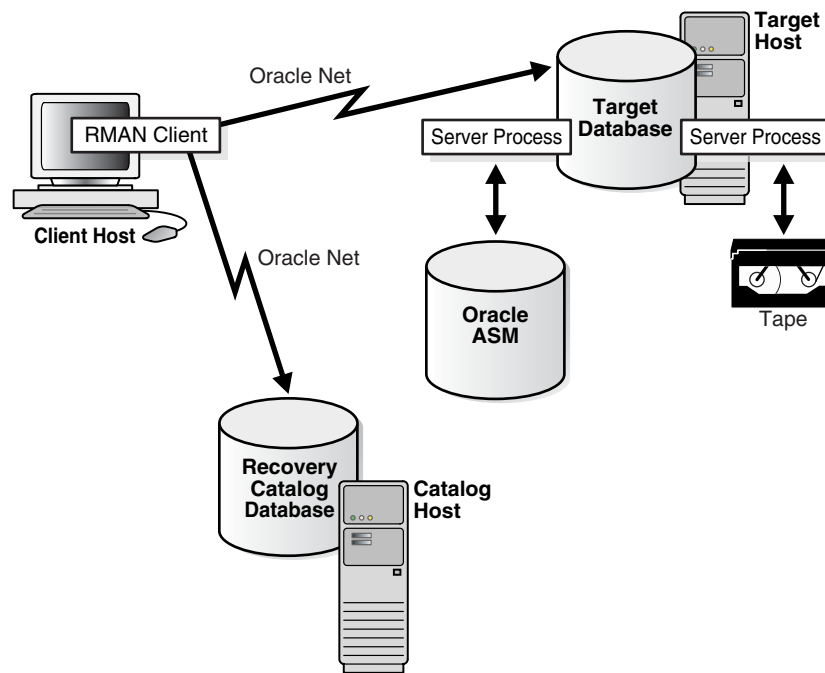 Target
Host
Oracle Net
Target
Database
RMAN Client
Server Process
Server Process
Client Host
Oracle Net
Oracle
ASM
Tape
Recovery
Catalog
Database
Catalog
Host